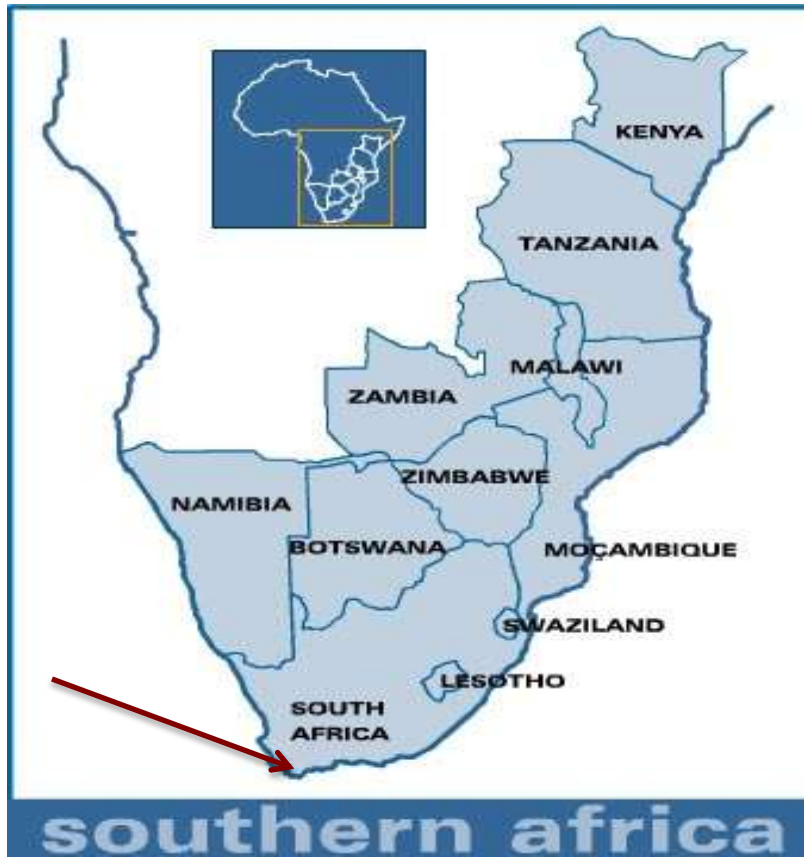 KENYA
TANZANIA
MALAWI
ZAMBIA
ZIMBABWE
NAMIBIA
BOTSWANA
MOÇAMBIQUE
SWAZILAND
LESOTHO
SOUTH
AFRICA
southern africa